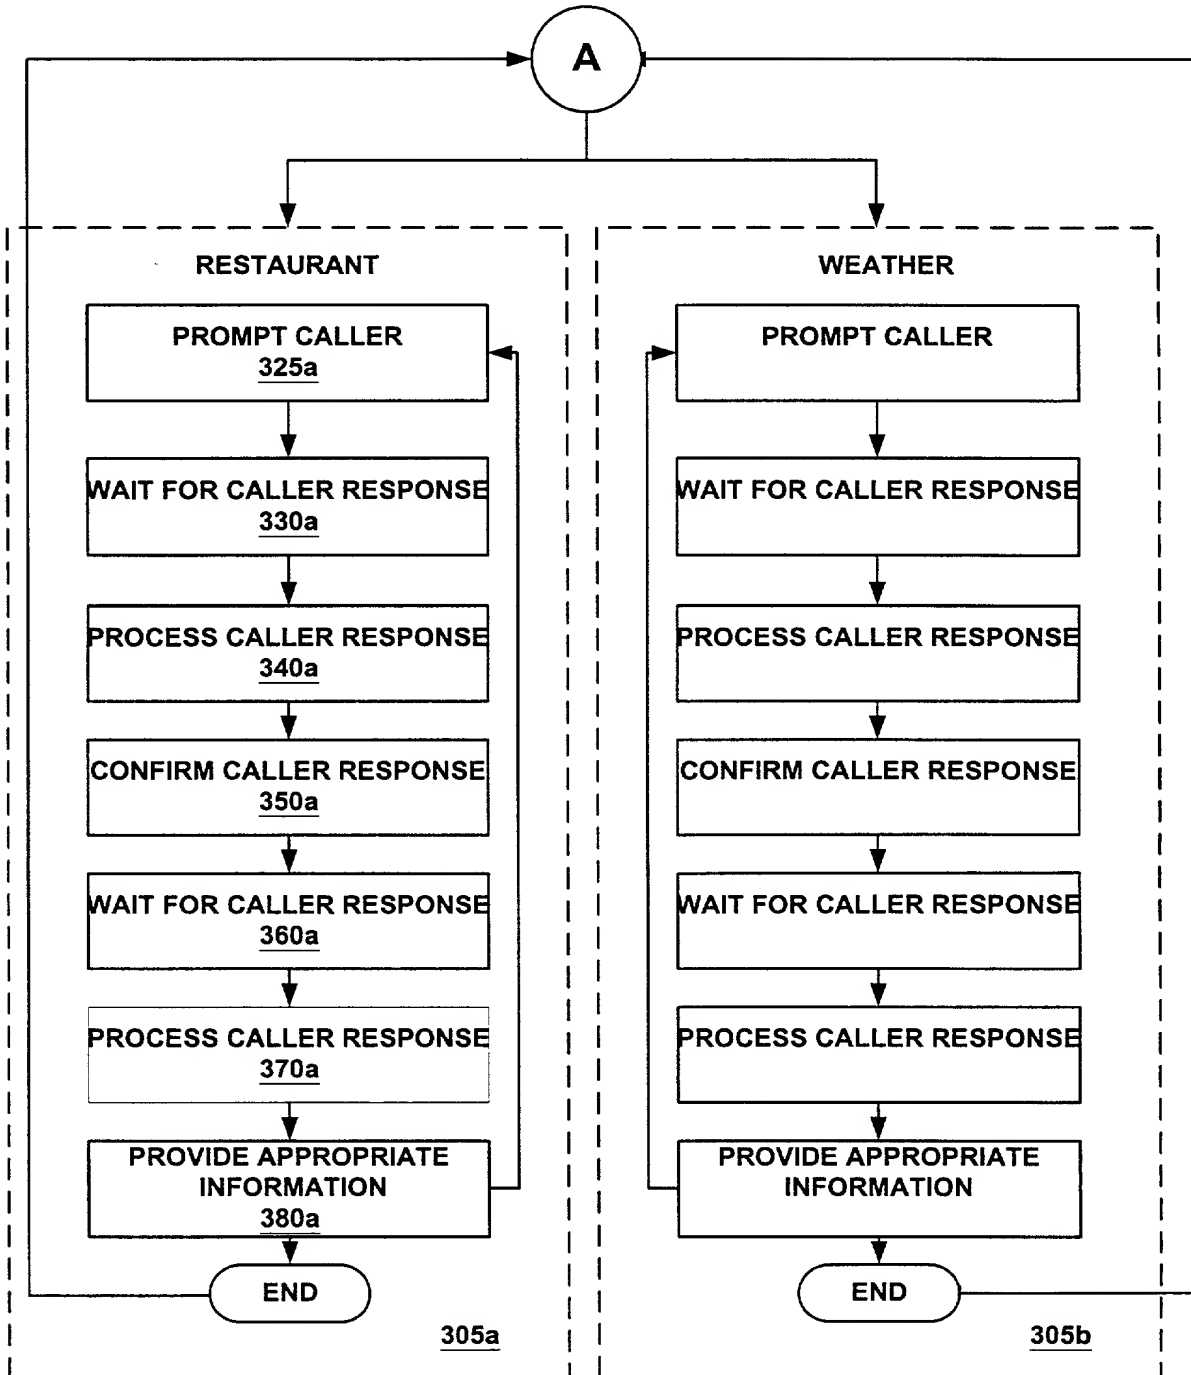 A
RESTAURANT
PROMPT CALLER
325a
WAIT FOR CALLER RESPONSE
330a
PROCESS CALLER RESPONSE
340a
CONFIRM CALLER RESPONSE
350a
WAIT FOR CALLER RESPONSE
360a
PROCESS CALLER RESPONSE
370a
PROVIDE APPROPRIATE
INFORMATION
380a
END
305a
WEATHER
PROMPT CALLER
WAIT FOR CALLER RESPONSE
PROCESS CALLER RESPONSE
CONFIRM CALLER RESPONSE
WAIT FOR CALLER RESPONSE
PROCESS CALLER RESPONSE
PROVIDE APPROPRIATE
INFORMATION
END
305b